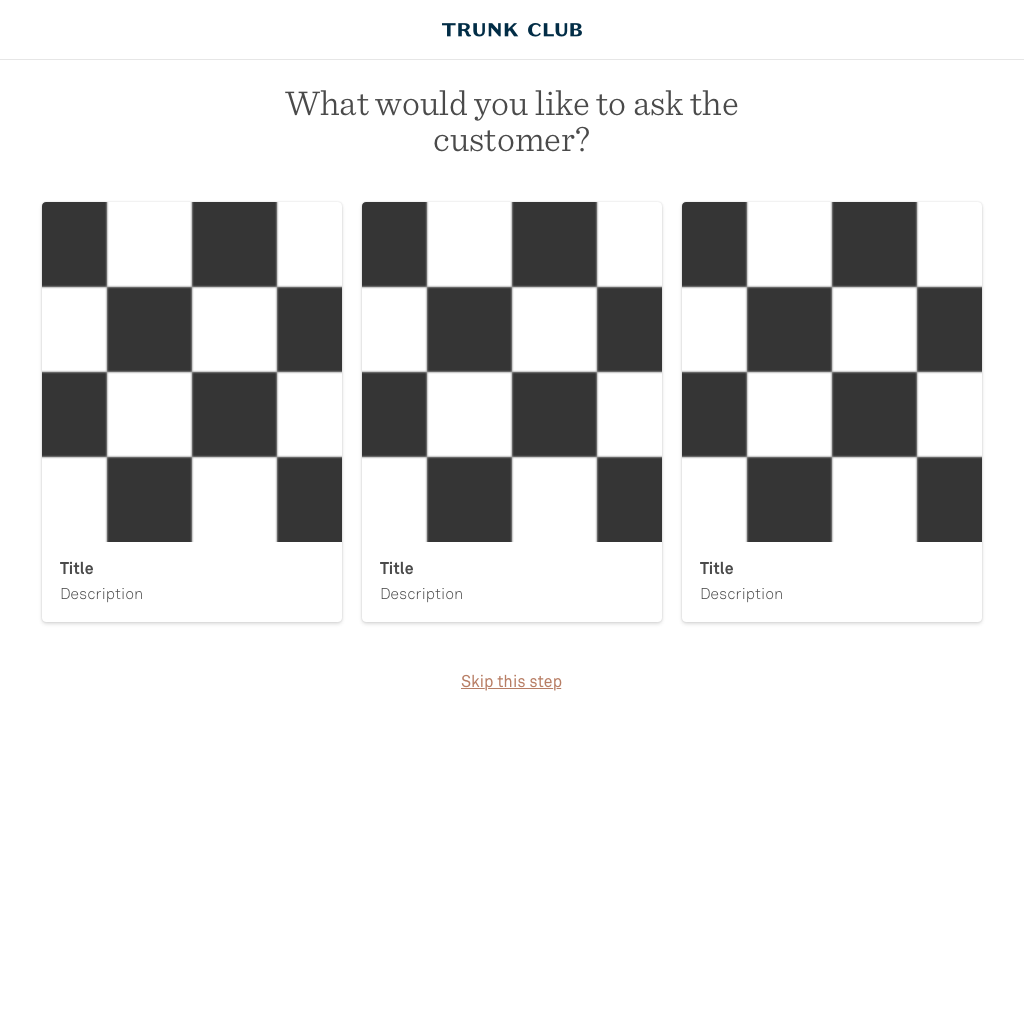 TRUNK CLUB
What would you like to ask the
customer?
Title
Description
Title
Description
Title
Description
Skip this step